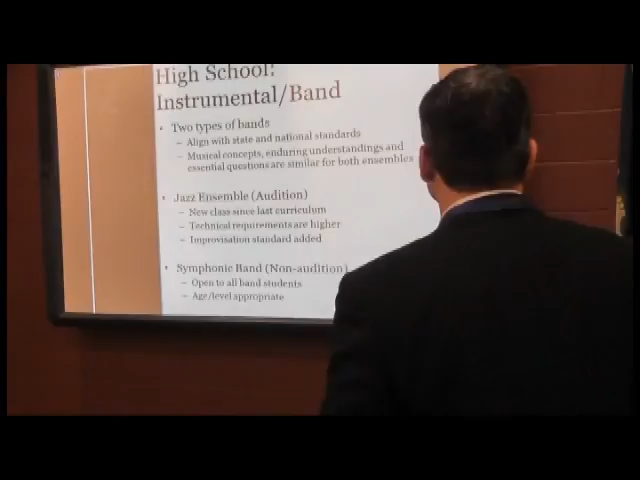 High School:
Instrumental/Band
• Two types of bands
– Align with state and national standards
– Musical concepts, enduring understandings and
essential questions are similar for both ensembles
• Jazz Ensemble (Audition)
– New class since last curriculum
– Technical requirements are higher
– Improvisation standard added
• Symphonic Band (Non-audition)
– Open to all band students
– Age/level appropriate